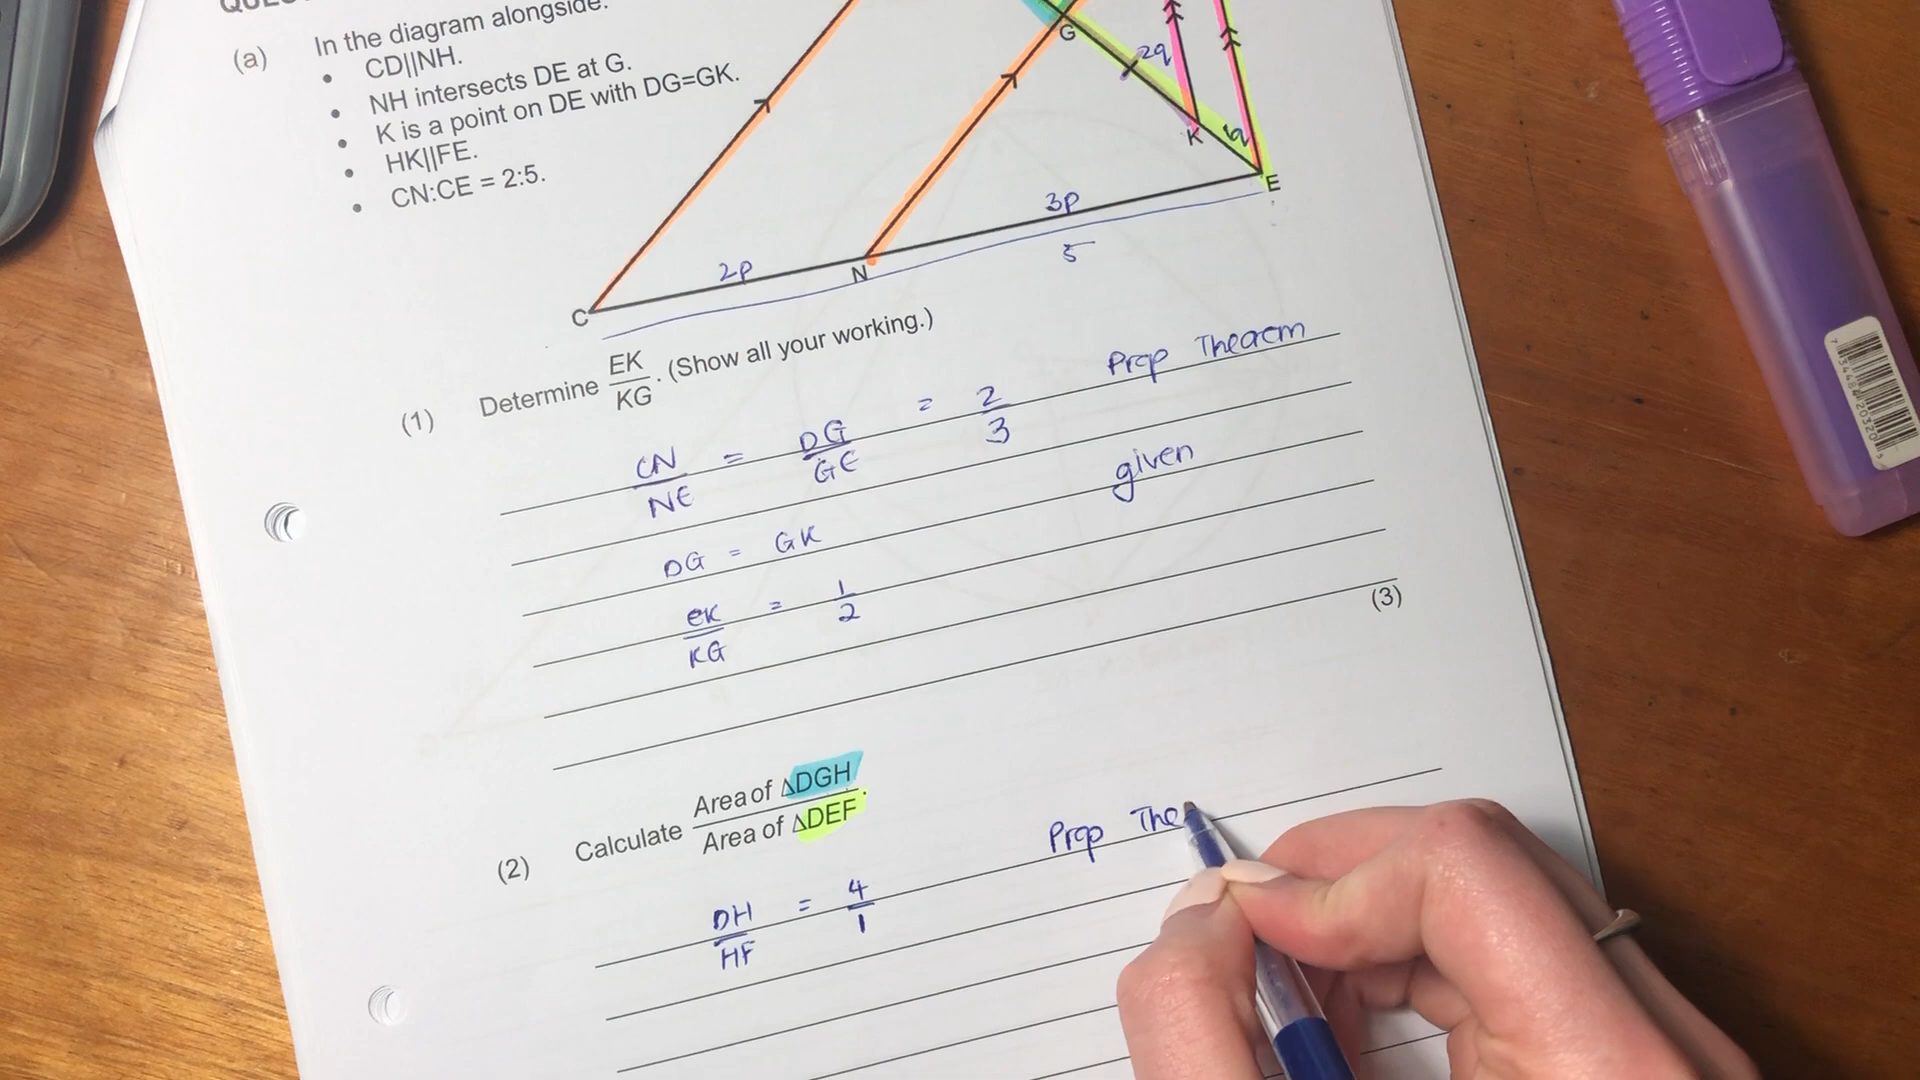 (a) In the diagram alongside:
• CD||NH.
• NH intersects DE at G.
• K is a point on DE with DG=GK.
• HK||FE.
• CN:CE = 2:5.
G
2q
K
q
E
3p
5
2p
N
C
(1) Determine EK/KG. (Show all your working.)
CN/NE = DG/GE = 2/3 Prop Thearem
DG = GK given
EK/KG = 1/2
(3)
(2) Calculate Area of ΔDGH/Area of ΔDEF.
DH/HF = 4/1 Prop The